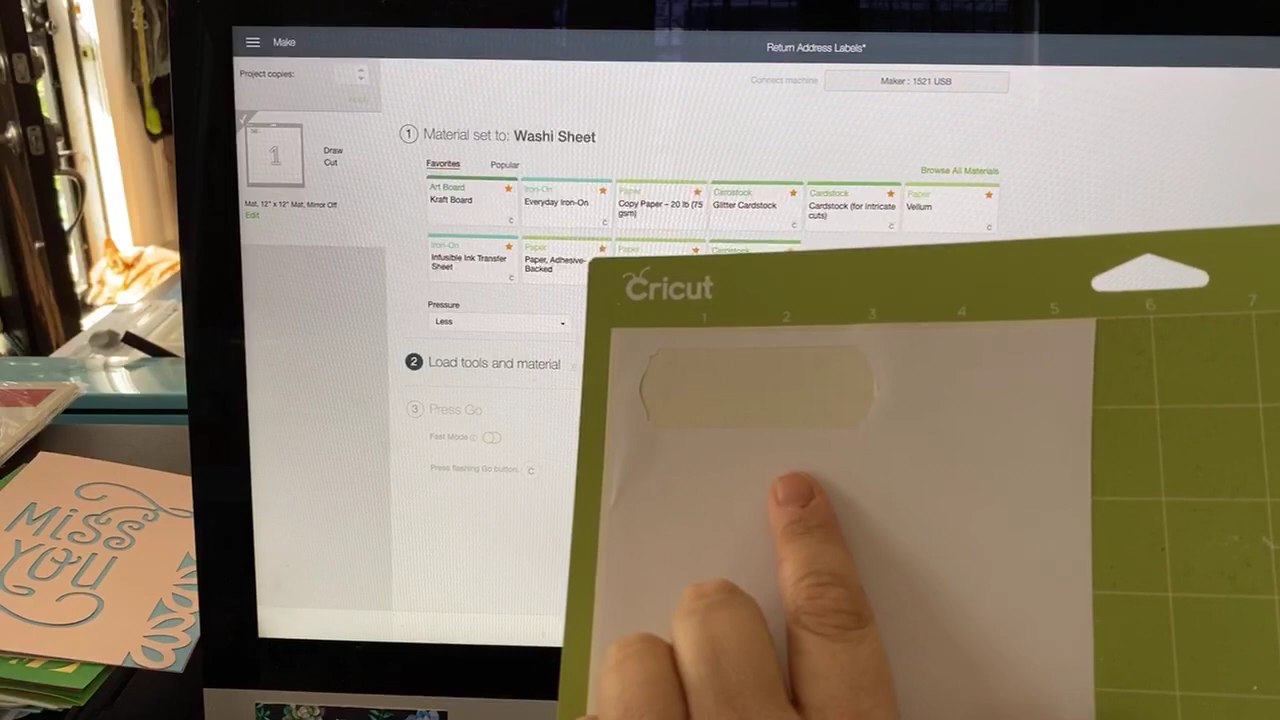 Make
Return Address Labels*
Project copies:
Connect machine
Maker : 1521 USB
1 Material set to: Washi Sheet
1
Draw
Cut
Favorites Popular
Browse All Materials
Art Board
Kraft Board
Iron-On
Everyday Iron-On
Paper
Copy Paper – 20 lb (75 gsm)
Cardstock
Glitter Cardstock
Cardstock
Cardstock (for intricate cuts)
Paper
Vellum
Mat, 12" x 12" Mat, Mirror Off
Edit
Iron-On
Infusible Ink Transfer Sheet
Paper
Paper, Adhesive-Backed
Paper
Cardstock
Pressure
Less
2 Load tools and material
3 Press Go
Fast Mode
Press flashing Go button
Cricut
1 2 3 4 5 6 7
MISS
YOU